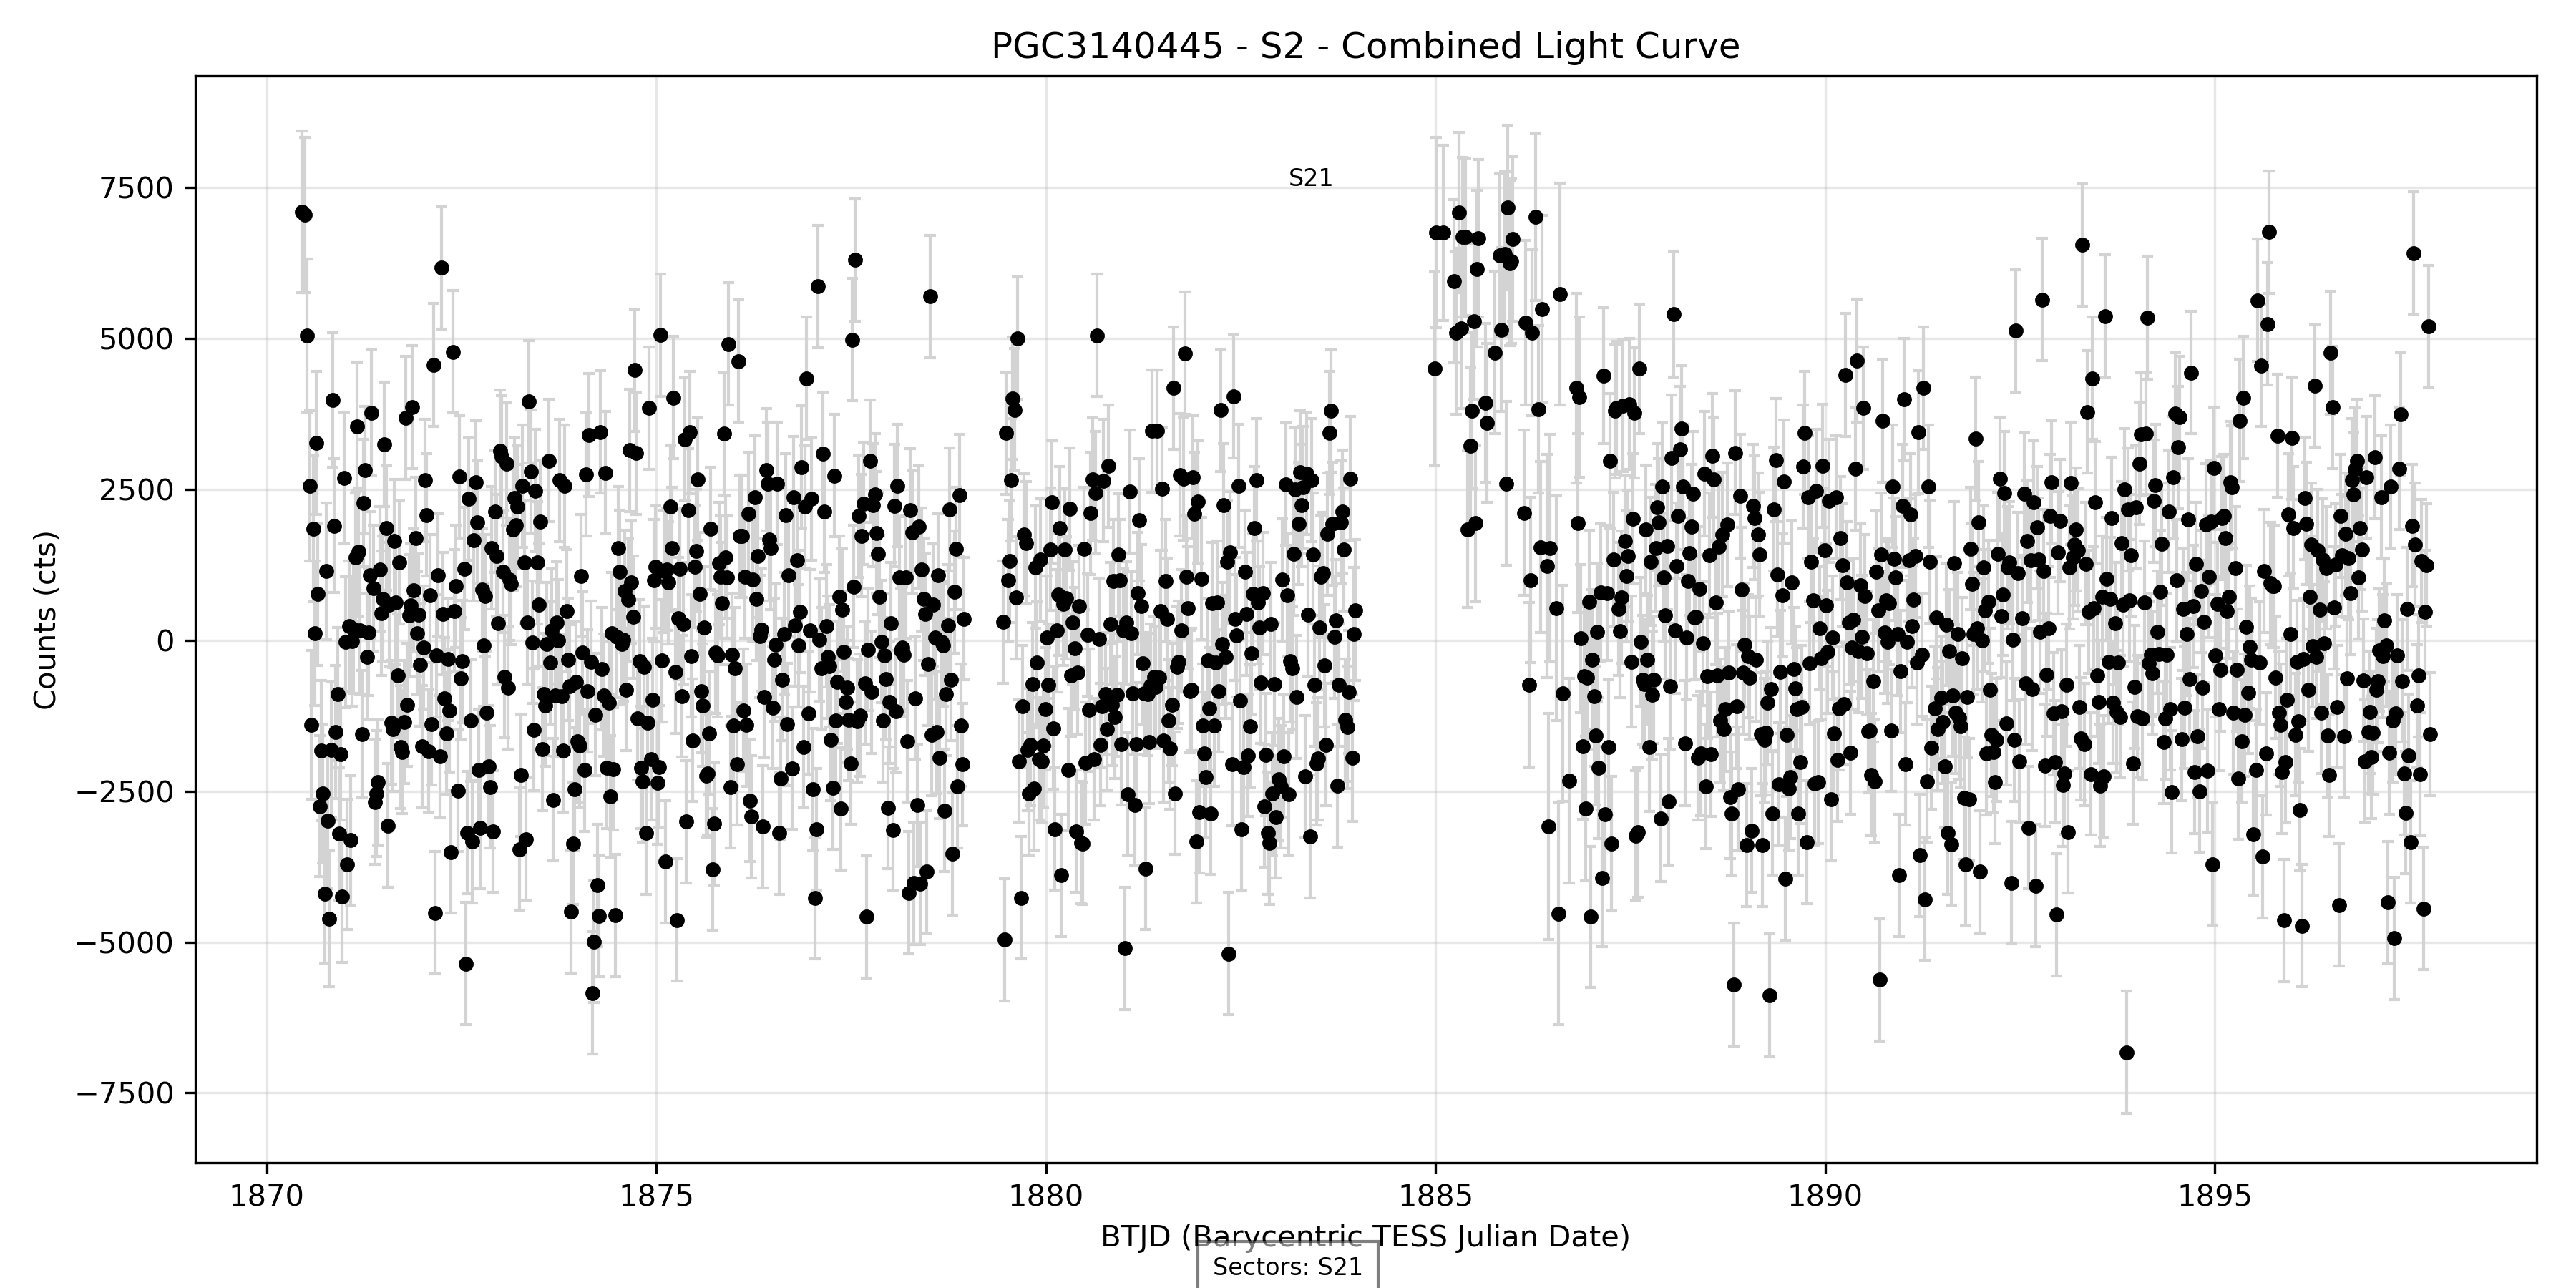 PGC3140445 - S2 - Combined Light Curve
S21
7500
5000
2500
0
−2500
−5000
−7500
Counts (cts)
1870
1875
1880
1885
1890
1895
BTJD (Barycentric TESS Julian Date)
Sectors: S21